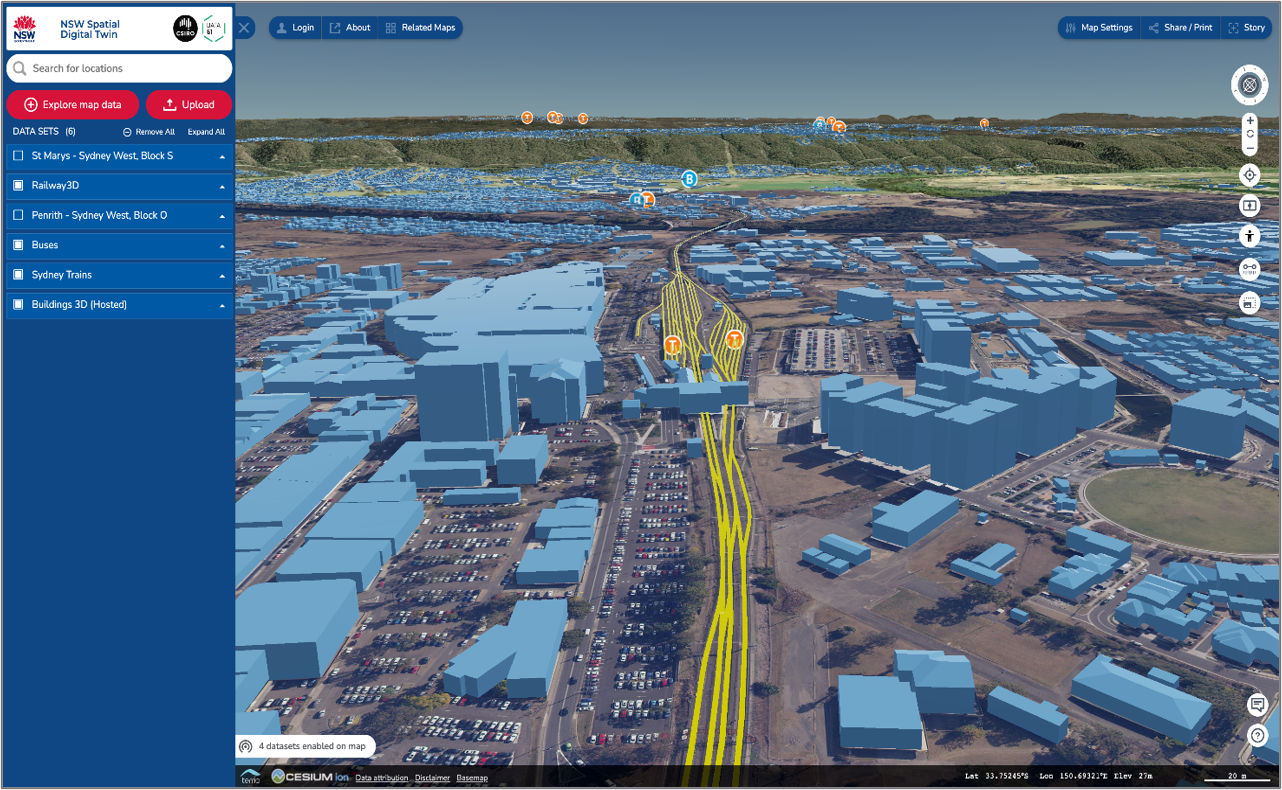 NSW
GOVERNMENT
NSW Spatial
Digital Twin
CSIRO
DATA
61
Login
About
Related Maps
Map Settings
Share / Print
Story
Search for locations
Explore map data
Upload
DATA SETS (6)
Remove All
Expand All
St Marys - Sydney West, Block S
Railway3D
Penrith - Sydney West, Block O
Buses
Sydney Trains
Buildings 3D (Hosted)
T
T
T
T
T
T
B
T
T
T
4 datasets enabled on map
terria
CESIUM ion
Data attribution
Disclaimer
Basemap
Lat 33.75245°S Lon 150.69321°E Elev 27m
20 m